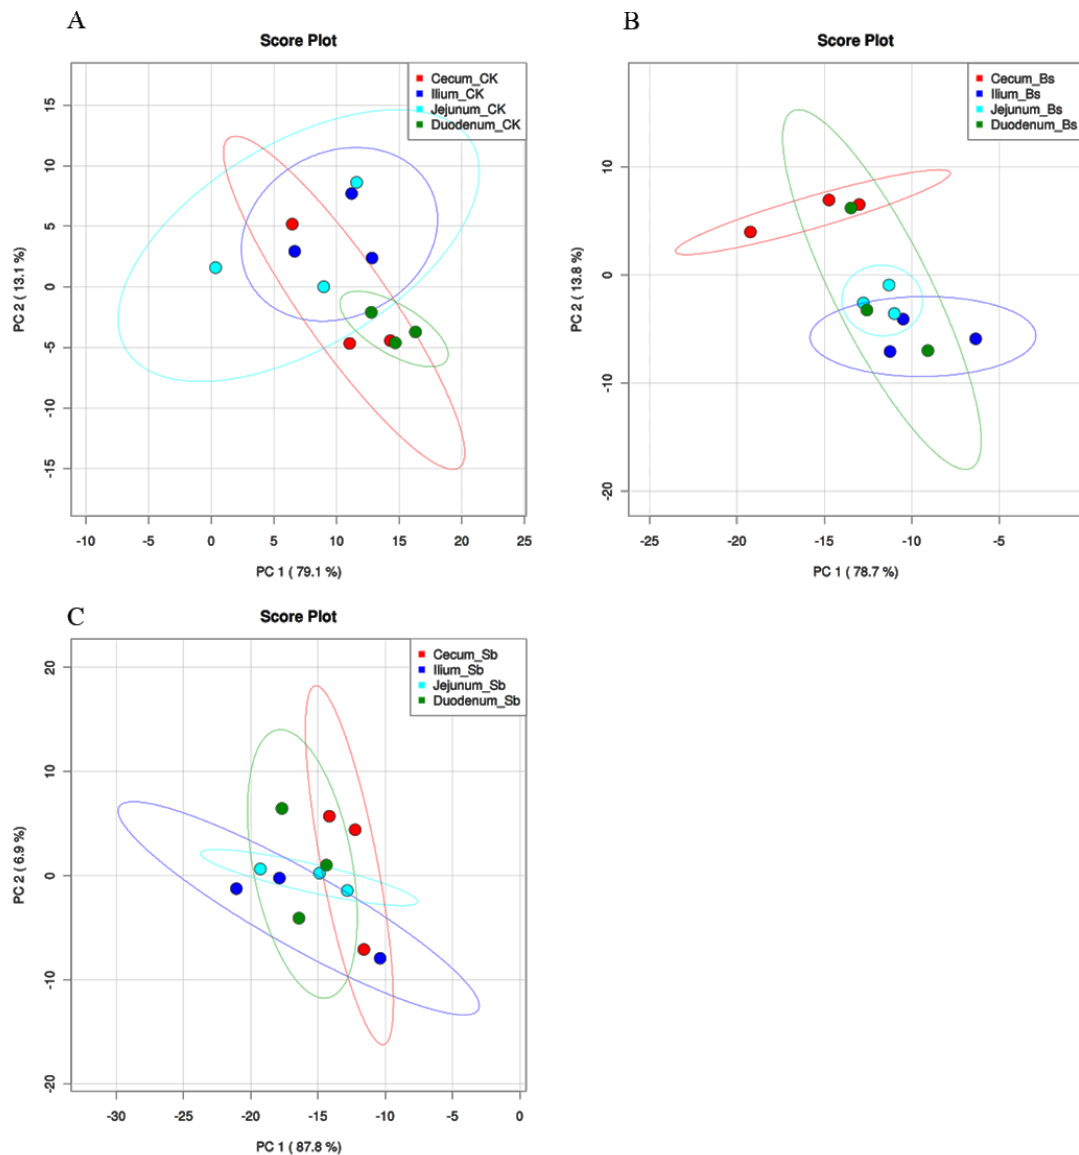 A
Score Plot
Cecum_CK
Ilium_CK
Jejunum_CK
Duodenum_CK
15
10
5
0
-5
-10
-15
PC 2 ( 13.1 %)
-10 -5 0 5 10 15 20 25
PC 1 ( 79.1 %)
B
Score Plot
Cecum_Bs
Ilium_Bs
Jejunum_Bs
Duodenum_Bs
10
0
-10
-20
PC 2 ( 13.8 %)
-25 -20 -15 -10 -5
PC 1 ( 78.7 %)
C
Score Plot
Cecum_Sb
Ilium_Sb
Jejunum_Sb
Duodenum_Sb
20
10
0
-10
-20
PC 2 ( 6.9 %)
-30 -25 -20 -15 -10 -5 0
PC 1 ( 87.8 %)